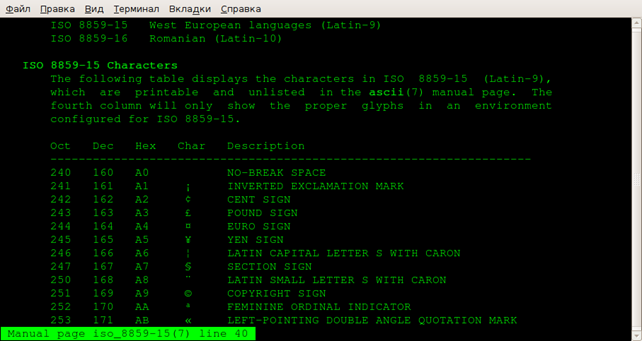 Файл Правка Вид Терминал Вкладки Справка
ISO 8859-15 West European languages (Latin-9)
ISO 8859-16 Romanian (Latin-10)
ISO 8859-15 Characters
The following table displays the characters in ISO 8859-15 (Latin-9),
which are printable and unlisted in the ascii(7) manual page. The
fourth column will only show the proper glyphs in an environment
configured for ISO 8859-15.
Oct Dec Hex Char Description
--------------------------------------------------------------------
240 160 A0 NO-BREAK SPACE
241 161 A1 ¡ INVERTED EXCLAMATION MARK
242 162 A2 ¢ CENT SIGN
243 163 A3 £ POUND SIGN
244 164 A4 ¤ EURO SIGN
245 165 A5 ¥ YEN SIGN
246 166 A6 ¦ LATIN CAPITAL LETTER S WITH CARON
247 167 A7 § SECTION SIGN
250 168 A8 ¨ LATIN SMALL LETTER S WITH CARON
251 169 A9 © COPYRIGHT SIGN
252 170 AA ª FEMININE ORDINAL INDICATOR
253 171 AB « LEFT-POINTING DOUBLE ANGLE QUOTATION MARK
Manual page iso_8859-15(7) line 40